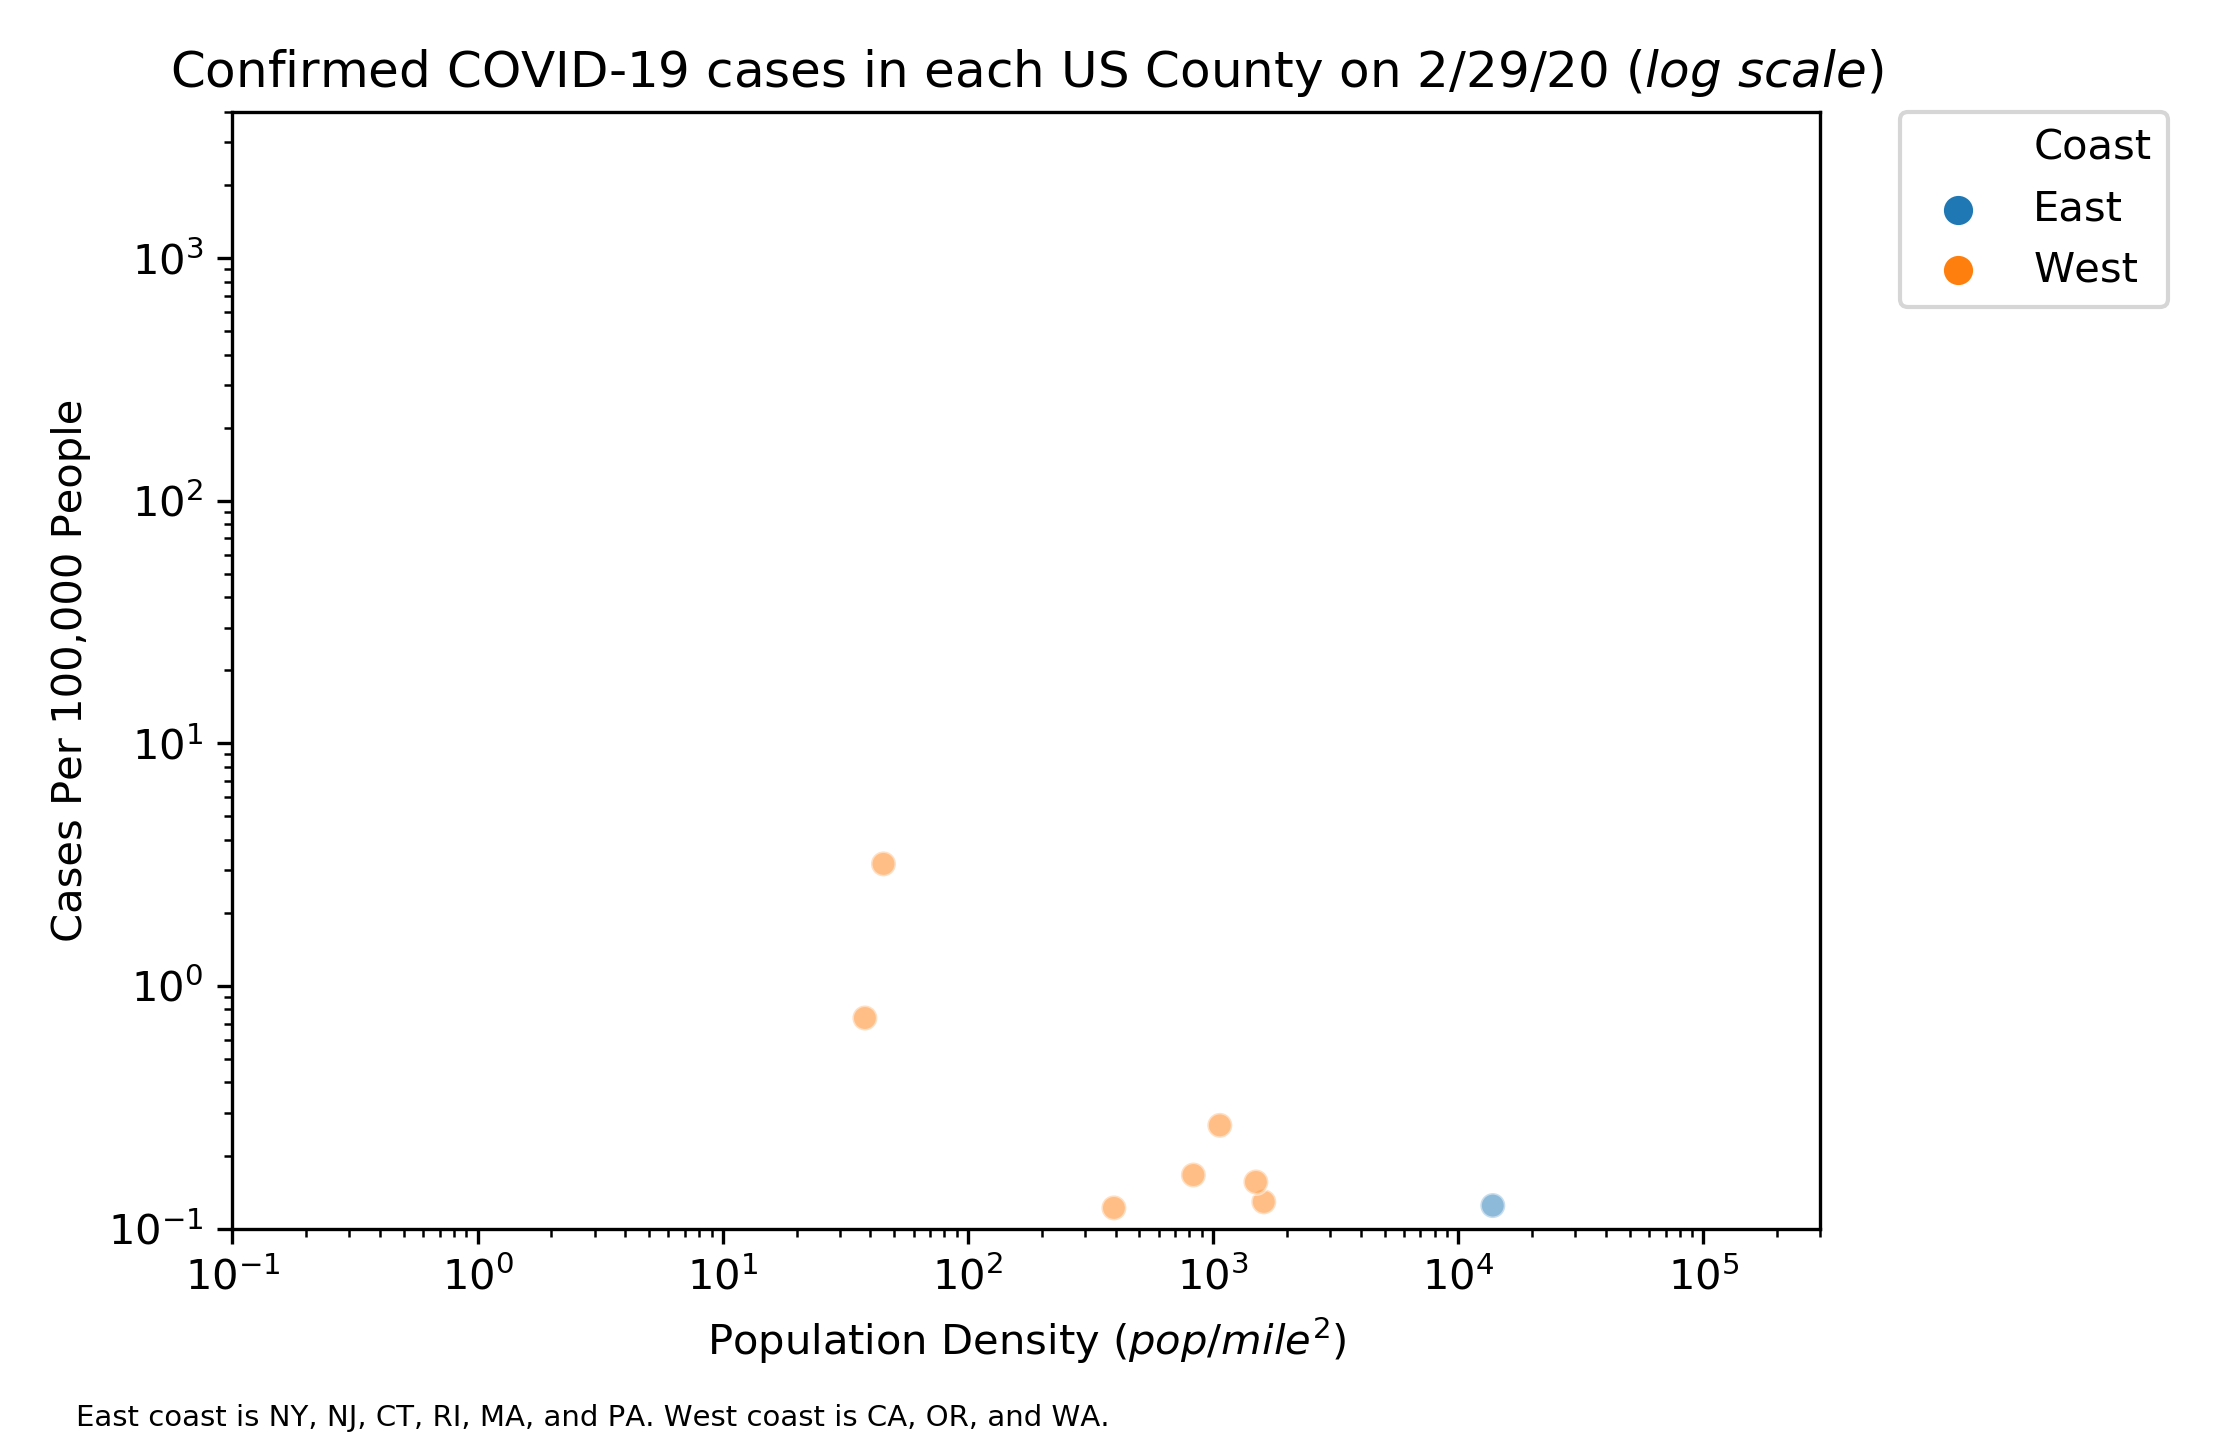 Confirmed COVID-19 cases in each US County on 2/29/20 (log scale)
Coast
East
West
Cases Per 100,000 People
10³
10²
10¹
10⁰
10⁻¹
10⁻¹ 10⁰ 10¹ 10² 10³ 10⁴ 10⁵
Population Density (pop/mile²)
East coast is NY, NJ, CT, RI, MA, and PA. West coast is CA, OR, and WA.